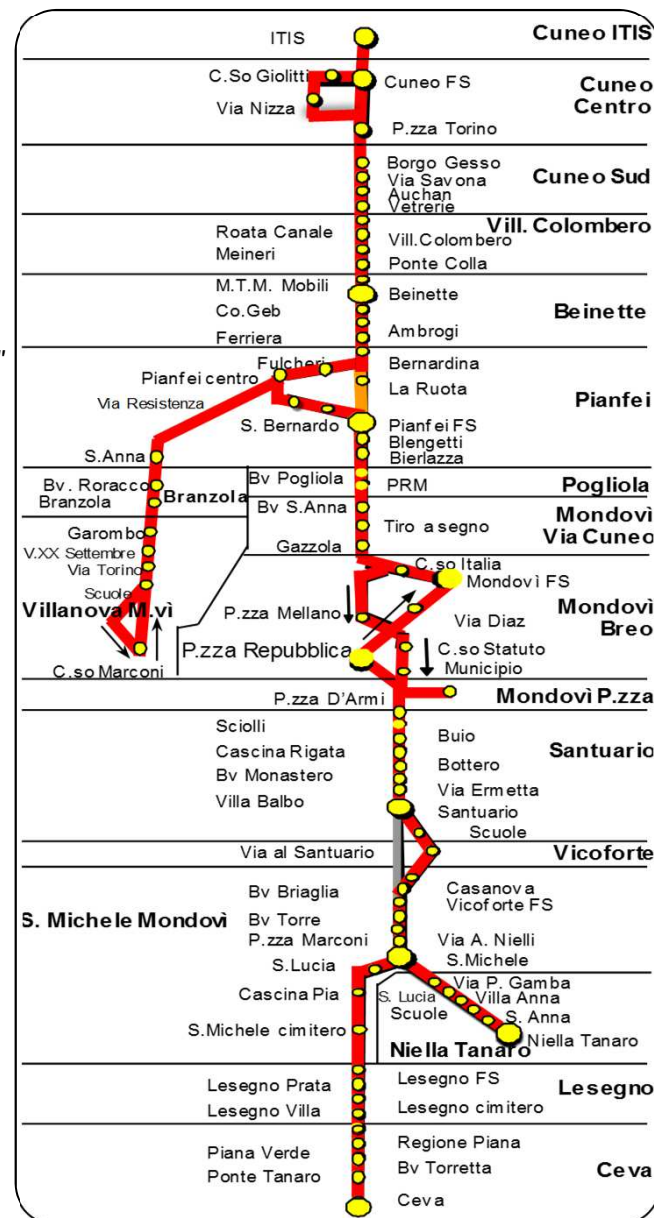 ITIS
Cuneo ITIS
C.So Giolitti
Cuneo FS
Cuneo
Centro
Via Nizza
P.zza Torino
Borgo Gesso
Via Savona
Cuneo Sud
Auchan
Vetrerie
Vill. Colombero
Roata Canale
Vill.Colombero
Meineri
Ponte Colla
M.T.M. Mobili
Beinette
Co.Geb
Beinette
Ferriera
Ambrogi
"
Fulcheri
Bernardina
Pianfei centro
La Ruota
Pianfei
Via Resistenza
S. Bernardo
Pianfei FS
Blengetti
Bierlazza
S.Anna
Bv Pogliola
PRM
Pogliola
Bv. Roracco
Branzola
Branzola
Bv S.Anna
Mondovì
Via Cuneo
Tiro a segno
Garombo
Gazzola
V.XX Settembre
C.so Italia
Via Torino
Mondovì FS
Scuole
Villanova M.vì
P.zza Mellano
Via Diaz
Mondovì
Breo
P.zza Repubblica
C.so Statuto
Municipio
C.so Marconi
P.zza D'Armi
Mondovì P.zza
Sciolli
Buio
Cascina Rigata
Bottero
Santuario
Bv Monastero
Via Ermetta
Villa Balbo
Santuario
Scuole
Via al Santuario
Vicoforte
Bv Briaglia
Casanova
Vicoforte FS
S. Michele Mondovì
Bv Torre
P.zza Marconi
Via A. Nielli
S.Michele
S.Lucia
Via P. Gamba
Cascina Pia
S. Lucia
Villa Anna
Scuole
S. Anna
S.Michele cimitero
Niella Tanaro
Niella Tanaro
Lesegno Prata
Lesegno FS
Lesegno
Lesegno Villa
Lesegno cimitero
Piana Verde
Regione Piana
Ponte Tanaro
Bv Torretta
Ceva
Ceva